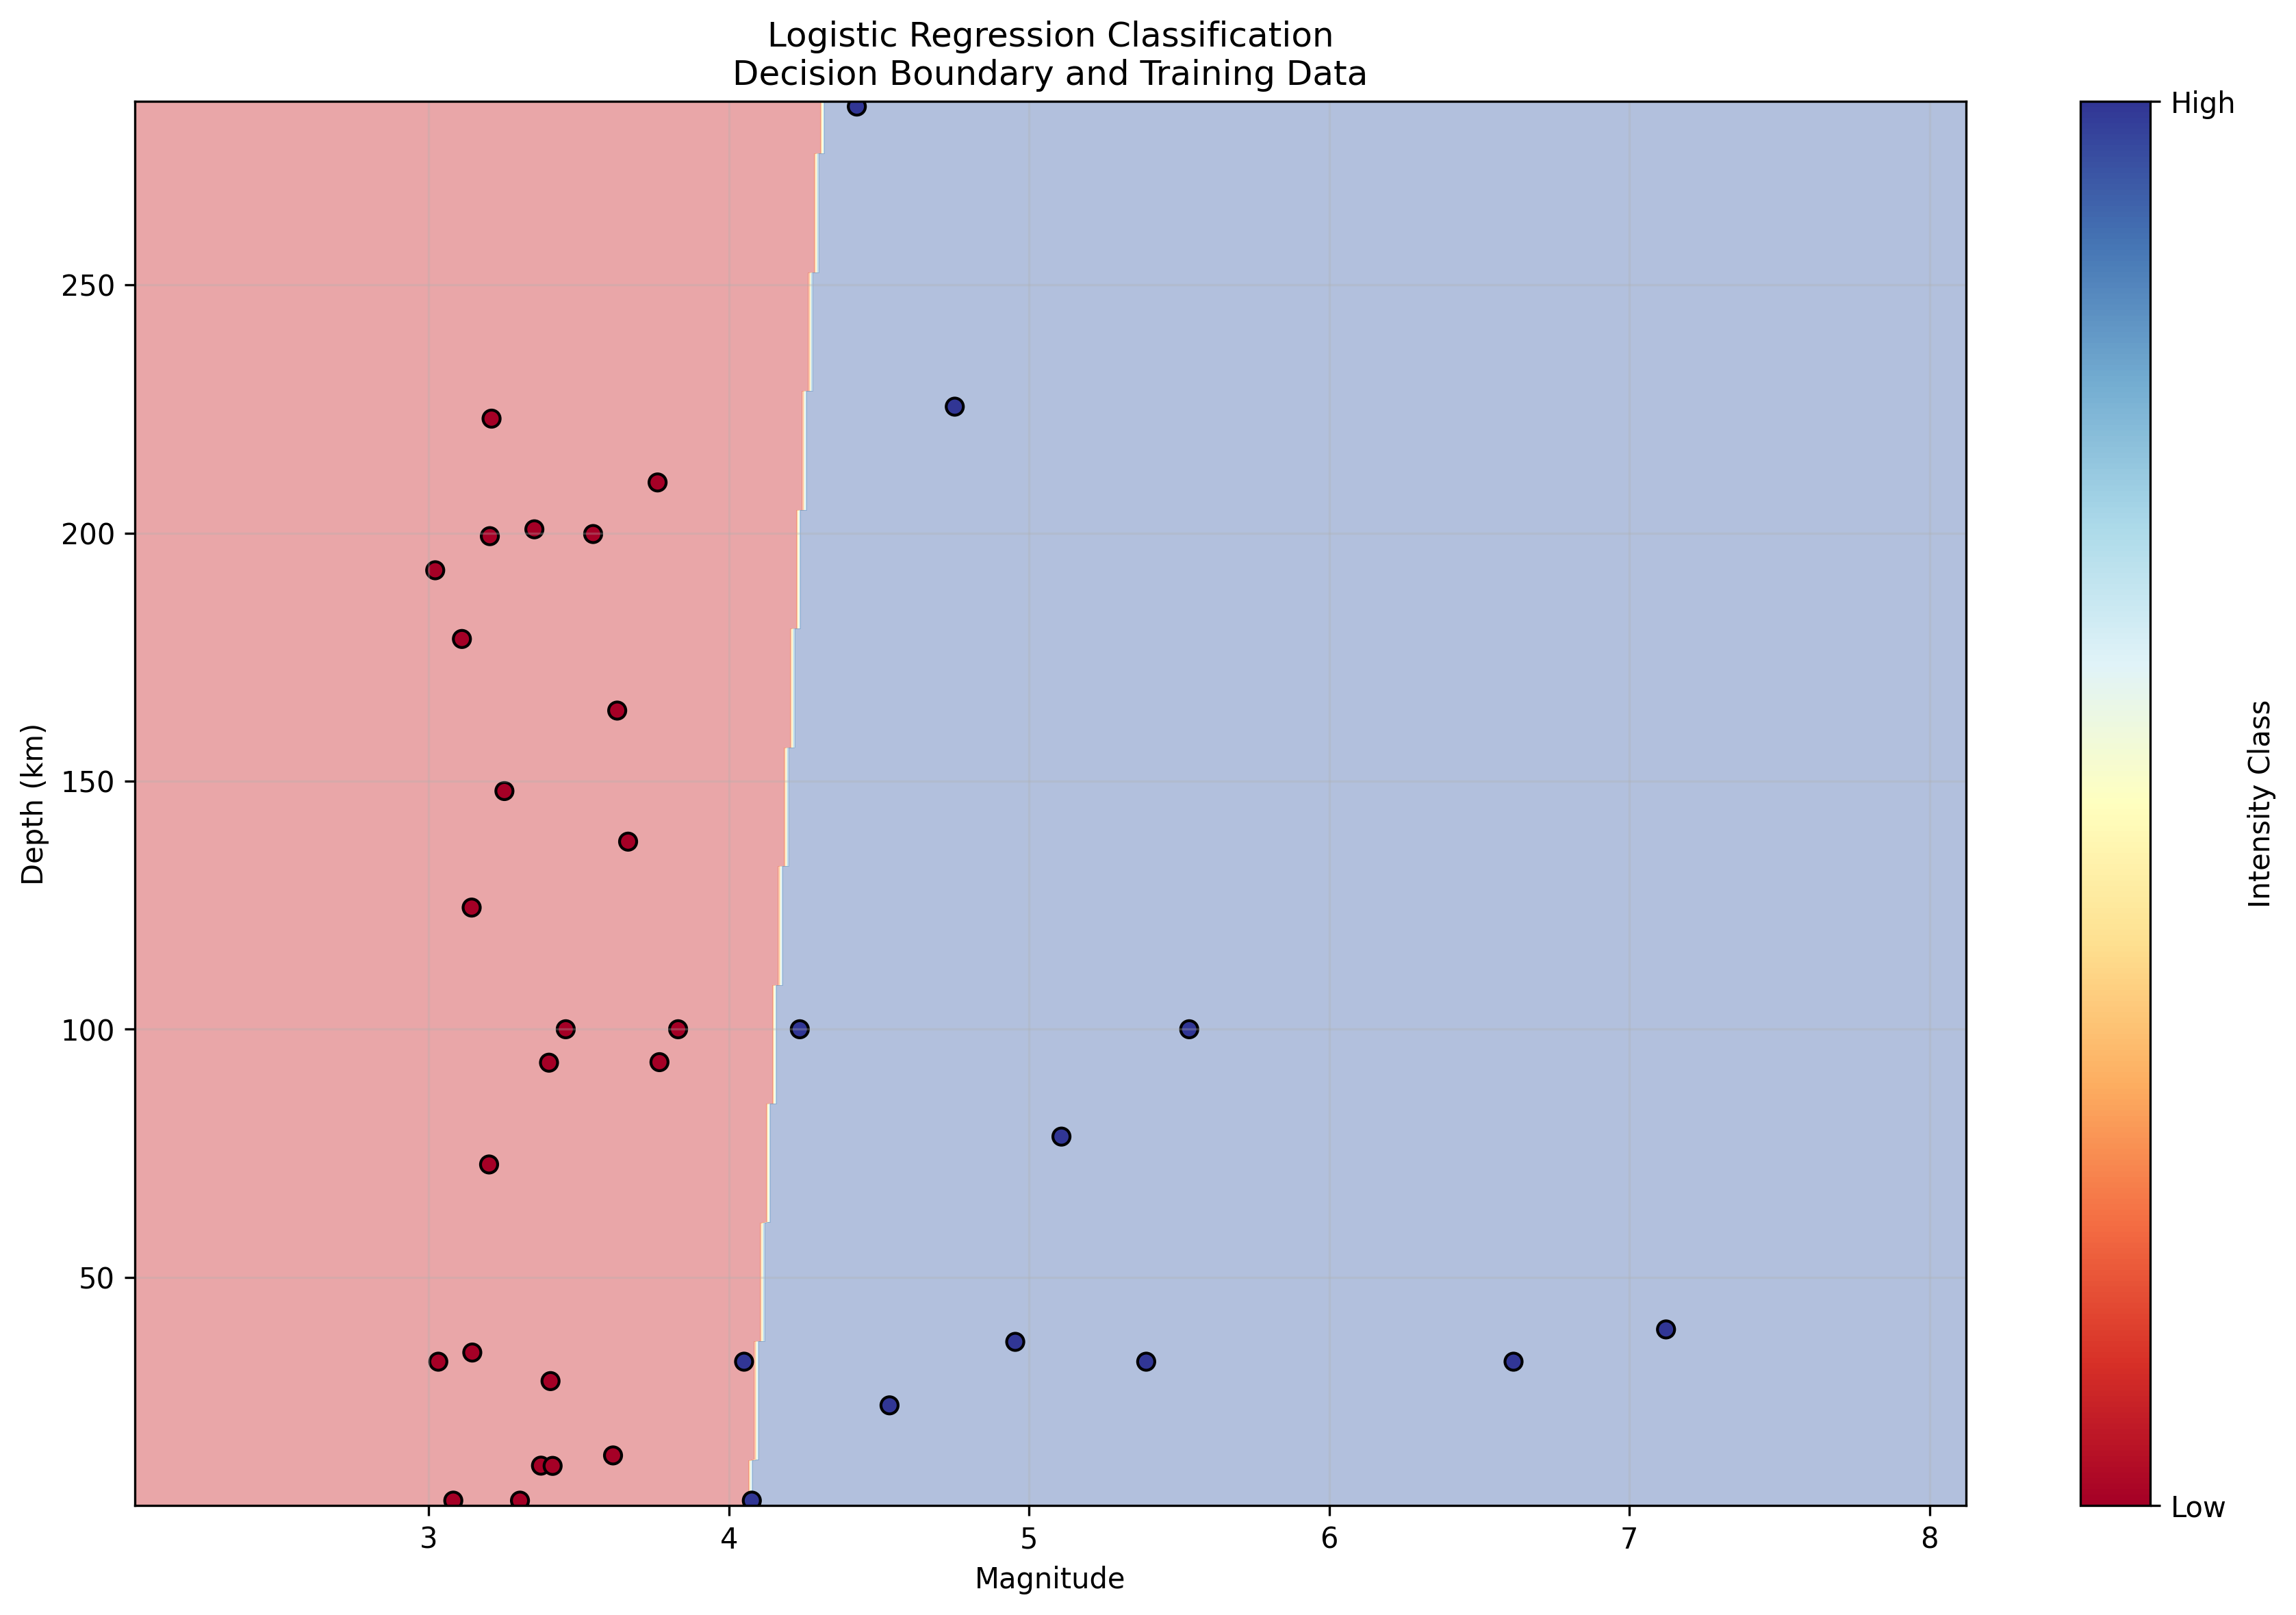 Logistic Regression Classification
Decision Boundary and Training Data
High
250
200
150
100
50
Depth (km)
Intensity Class
Low
3 4 5 6 7 8
Magnitude